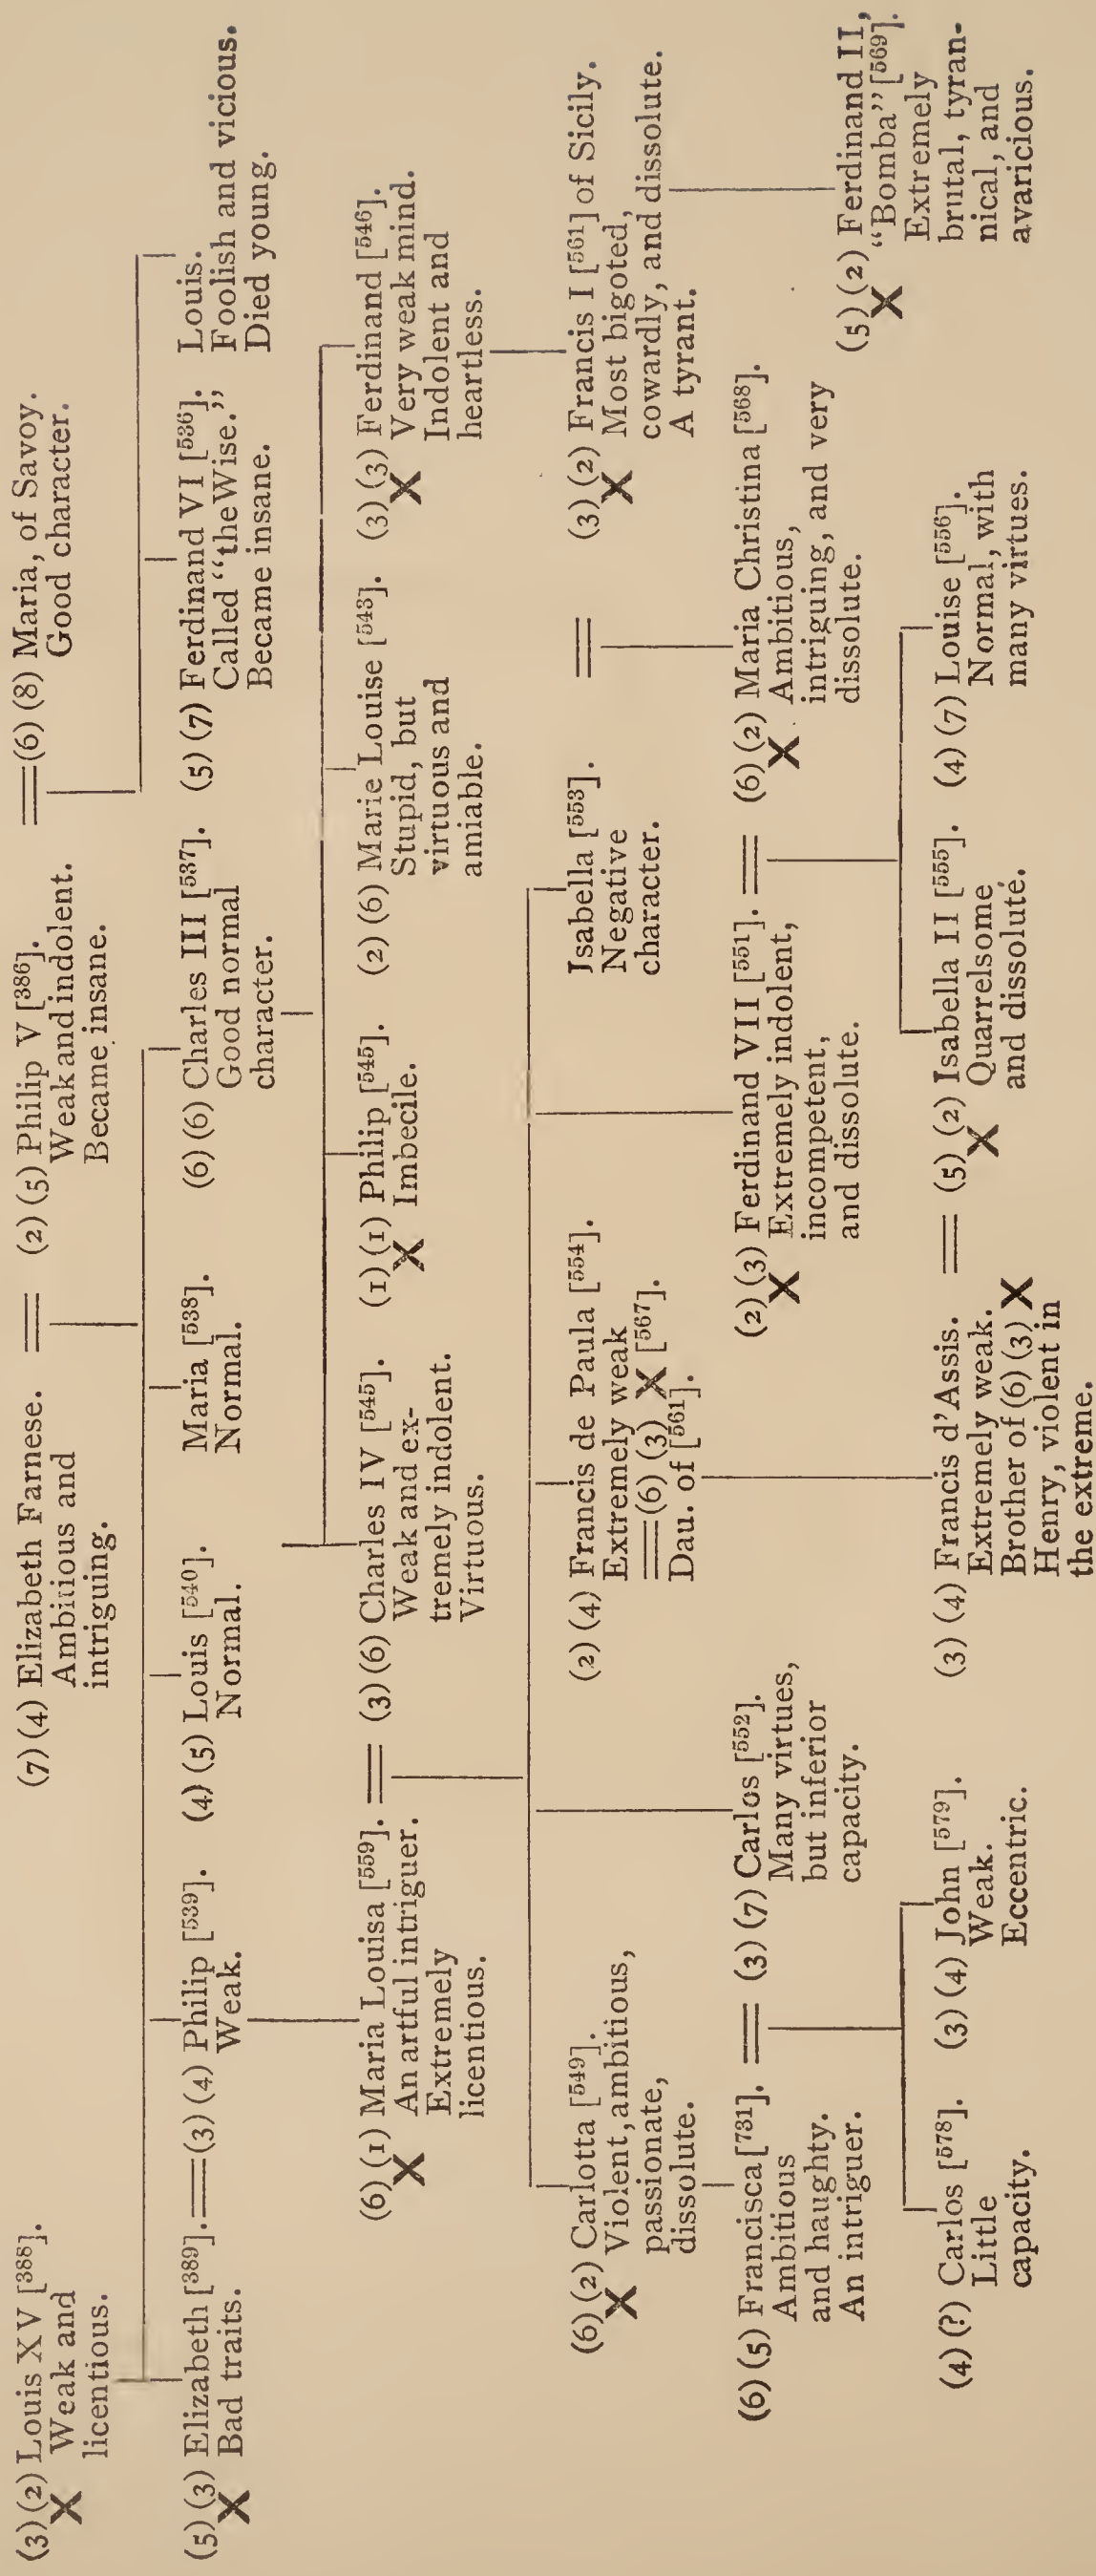 (3) (2) Louis XV [388].
X Weak and
licentious.
(7) (4) Elizabeth Farnese.
Ambitious and
intriguing.
=
(2) (5) Philip V [386].
Weak and indolent.
Became insane.
=(6) (8) Maria, of Savoy.
Good character.
(5) (3) Elizabeth [389].
X Bad traits.
=(3) (4) Philip [539].
Weak.
(4) (5) Louis [540].
Normal.
Maria [538].
Normal.
(6) (6) Charles III [537].
Good normal
character.
(5) (7) Ferdinand VI [536].
Called “the Wise.”
Became insane.
Louis.
Foolish and vicious.
Died young.
(6) (1) Maria Louisa [559].
X An artful intriguer.
Extremely
licentious.
=
(3) (6) Charles IV [545].
Weak and ex-
tremely indolent.
Virtuous.
(1) (1) Philip [545].
X Imbecile.
(2) (6) Marie Louise [543].
Stupid, but
virtuous and
amiable.
(3) (3) Ferdinand [546].
X Very weak mind.
Indolent and
heartless.
(6) (2) Carlotta [549].
X Violent, ambitious,
passionate,
dissolute.
(2) (4) Francis de Paula [554].
Extremely weak
=(6) (3) X [567].
Dau. of [561].
Isabella [553].
Negative
character.
=
(3) (2) Francis I [561] of Sicily.
X Most bigoted,
cowardly, and dissolute.
A tyrant.
(6) (5) Francisca [731].
Ambitious
and haughty.
An intriguer.
=
(3) (7) Carlos [552].
Many virtues,
but inferior
capacity.
(2) (3) Ferdinand VII [551].
X Extremely indolent,
incompetent,
and dissolute.
=
(6) (2) Maria Christina [568].
X Ambitious,
intriguing, and very
dissolute.
(5) (2) Ferdinand II,
X “Bomba” [569].
Extremely
brutal, tyran-
nical, and
avaricious.
(4) (?) Carlos [578].
Little
capacity.
(3) (4) John [579].
Weak.
Eccentric.
(3) (4) Francis d'Assis.
Extremely weak.
Brother of (6) (3) X
Henry, violent in
the extreme.
=
(5) (2) Isabella II [555].
X Quarrelsome
and dissolute.
(4) (7) Louise [556].
Normal, with
many virtues.